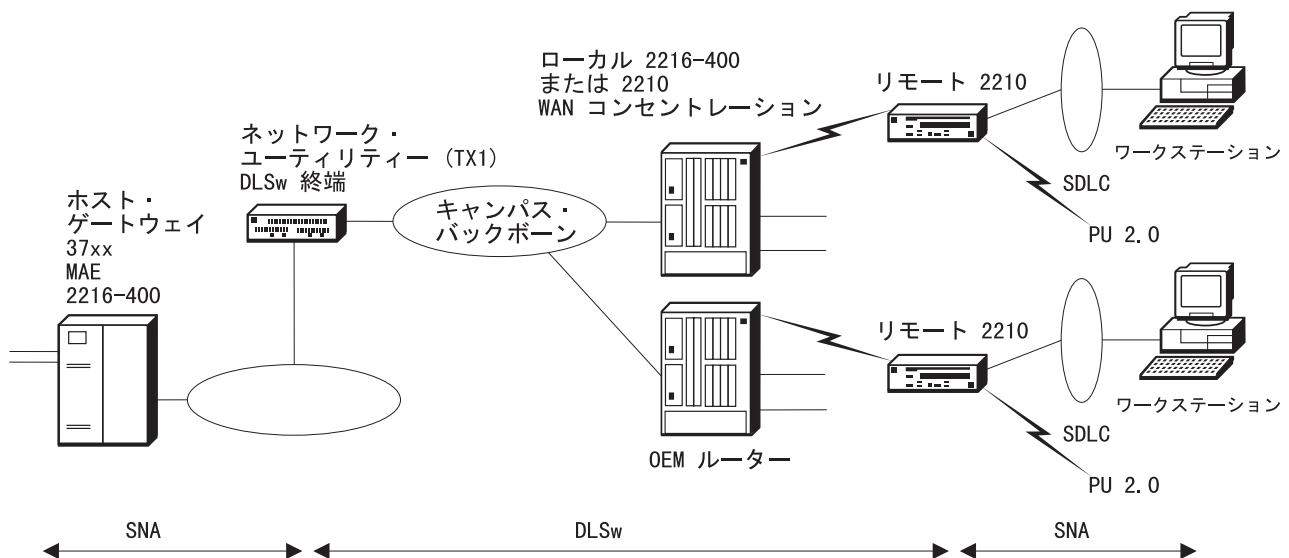 ローカル 2216-400
または 2210
WAN コンセントレーション
リモート 2210
ワークステーション
SDLC
PU 2.0
ネットワーク・
ユーティリティー (TX1)
DLSw 終端
キャンパス・
バックボーン
ホスト・
ゲートウェイ
37xx
MAE
2216-400
リモート 2210
ワークステーション
SDLC
PU 2.0
OEM ルーター
SNA
DLSw
SNA